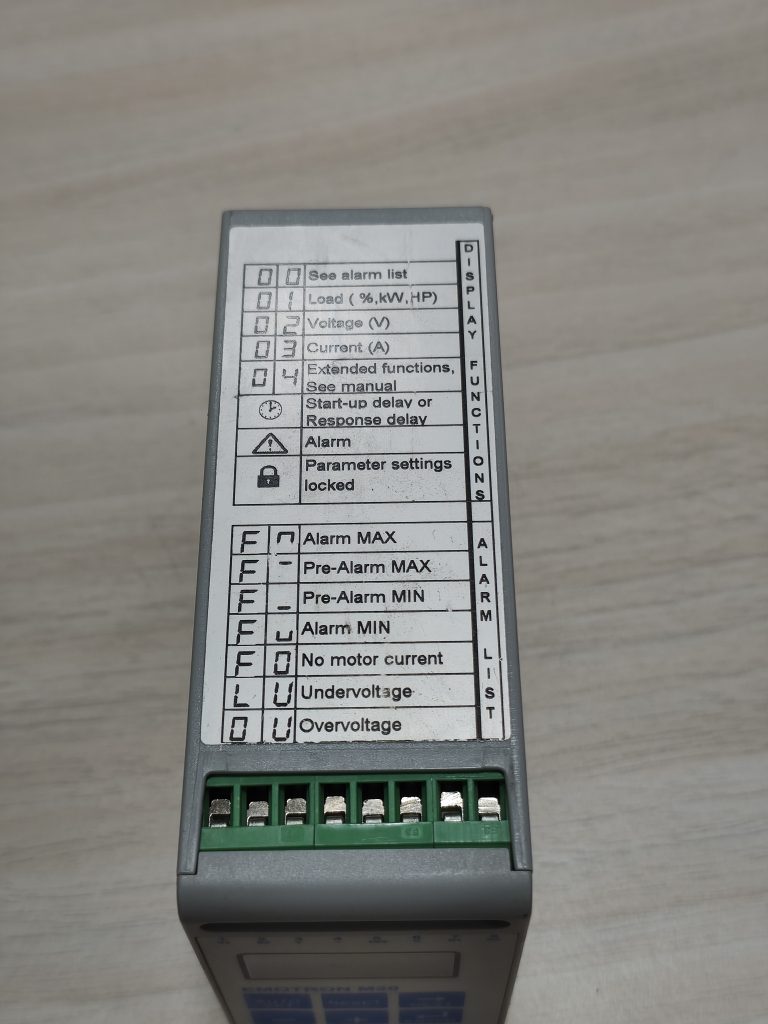 DISPLAY FUNCTIONS
00 See alarm list
01 Load ( %,kW,HP)
02 Voltage (V)
03 Current (A)
04 Extended functions,
See manual
Start-up delay or
Response delay
Alarm
Parameter settings
locked
ALARM LIST
F Alarm MAX
F ¯ Pre-Alarm MAX
F _ Pre-Alarm MIN
F u Alarm MIN
F0 No motor current
LU Undervoltage
0U Overvoltage
EMOTRON M20
RESET